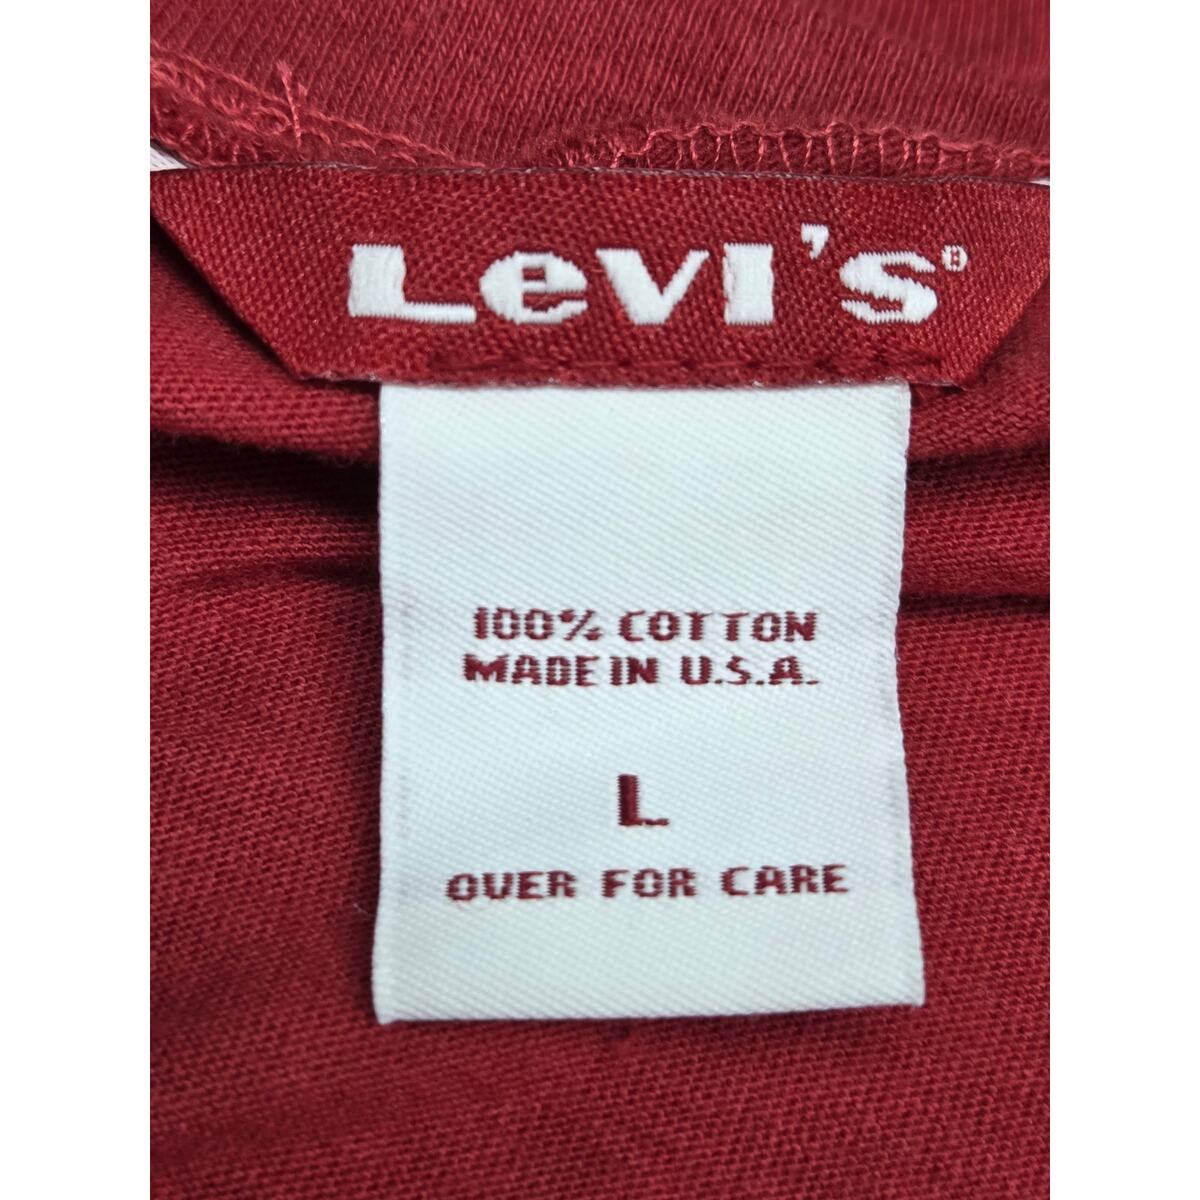 Levi's®
100% COTTON
MADE IN U.S.A.
L
OVER FOR CARE